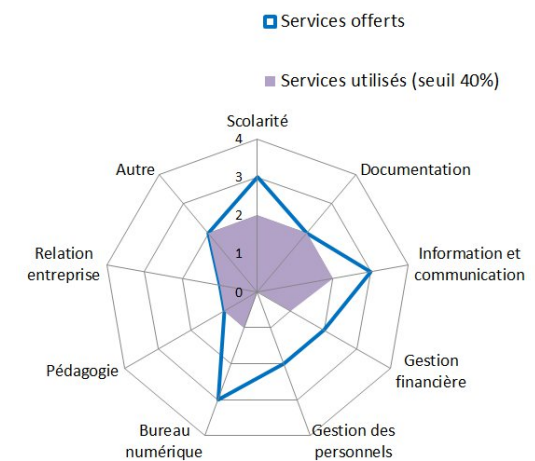 Services offerts
Services utilisés (seuil 40%)
Scolarité
4
Autre
Documentation
3
2
Relation
entreprise
1
Information et
communication
0
Pédagogie
Gestion
financière
Bureau
numérique
Gestion des
personnels